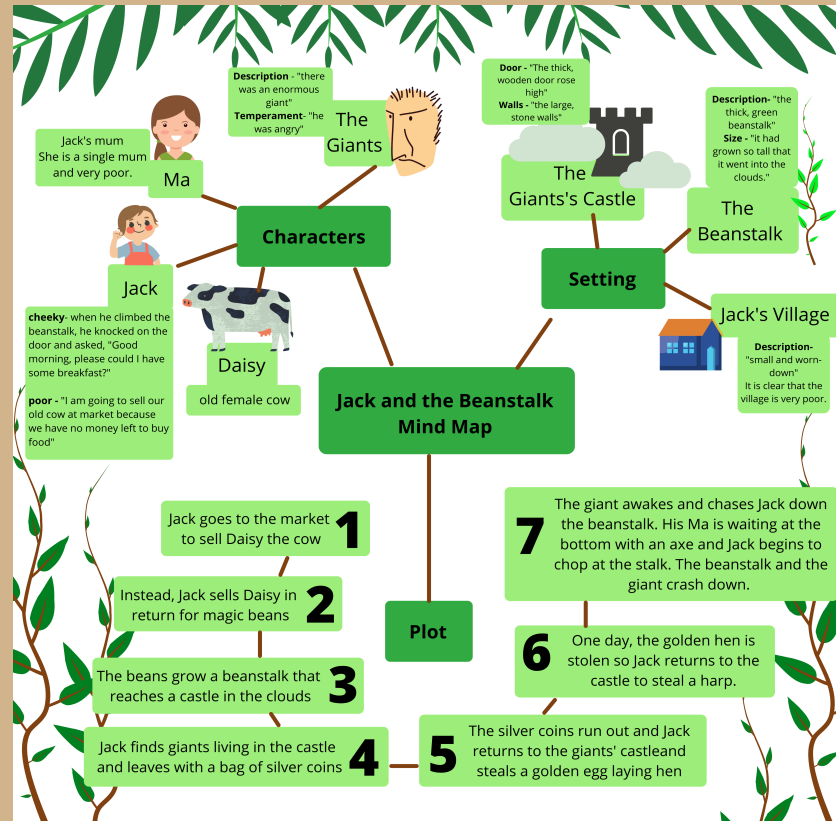 Jack and the Beanstalk
Mind Map
Characters
Jack's mum
She is a single mum
and very poor.
Ma
Description - "there
was an enormous
giant"
Temperament- "he
was angry"
The
Giants
Jack
cheeky- when he climbed the
beanstalk, he knocked on the
door and asked, "Good
morning, please could I have
some breakfast?"
poor - "I am going to sell our
old cow at market because
we have no money left to buy
food"
Daisy
old female cow
Setting
Door - "The thick,
wooden door rose
high"
Walls - "the large,
stone walls"
The
Giants's Castle
Description- "the
thick, green
beanstalk"
Size - "it had
grown so tall that
it went into the
clouds."
The
Beanstalk
Jack's Village
Description-
"small and worn-
down"
It is clear that the
village is very poor.
Plot
1
Jack goes to the market
to sell Daisy the cow
2
Instead, Jack sells Daisy in
return for magic beans
3
The beans grow a beanstalk that
reaches a castle in the clouds
4
Jack finds giants living in the castle
and leaves with a bag of silver coins
5
The silver coins run out and Jack
returns to the giants' castleand
steals a golden egg laying hen
6
One day, the golden hen is
stolen so Jack returns to the
castle to steal a harp.
7
The giant awakes and chases Jack down
the beanstalk. His Ma is waiting at the
bottom with an axe and Jack begins to
chop at the stalk. The beanstalk and the
giant crash down.